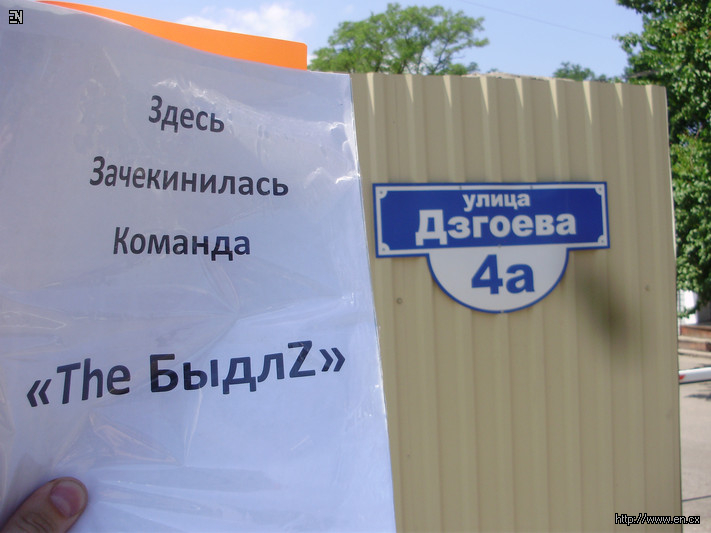 EN
Здесь
Зачекинилась
Команда
«The БыдлZ»
улица
Дзгоева
4а
http://www.en.cx